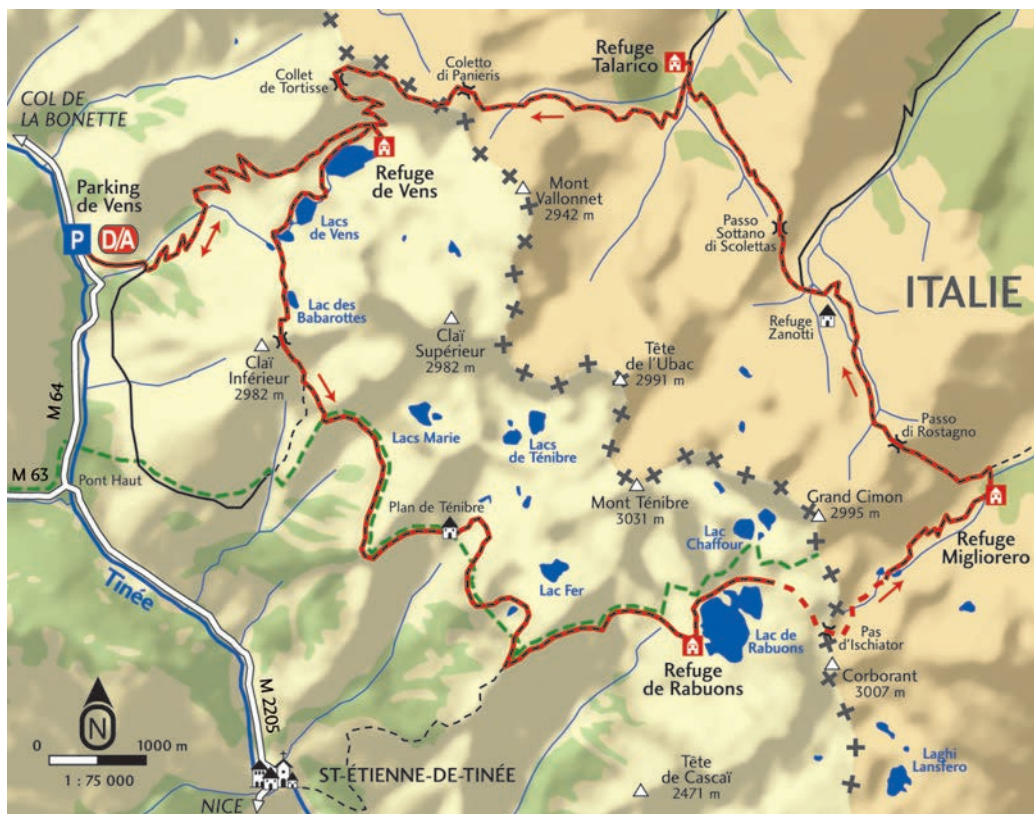 COL DE
LA BONETTE
Collet
de Tortisse
Coletto
di Panieris
Refuge
Talarico
Parking
de Vens
P
D/A
Refuge
de Vens
Mont
Vallonnet
2942 m
Lacs
de Vens
Passo
Sottano
di Scolettas
ITALIE
Lac des
Babarottes
Claï
Supérieur
2982 m
Refuge
Zanotti
Claï
Inférieur
2982 m
Tête
de l'Ubac
2991 m
M 64
Lacs Marie
Lacs
de Ténibre
Passo
di Rostagno
M 63
Pont Haut
Plan de Ténibre
Mont Ténibre
3031 m
Grand Cimon
2995 m
Lac
Chaffour
Refuge
Migliorero
Tinée
Lac Fer
Lac de
Rabuons
Pas
d'Ischiator
Refuge
de Rabuons
Corborant
3007 m
M 2205
N
0 1000 m
1 : 75 000
ST-ÉTIENNE-DE-TINÉE
NICE
Tête
de Cascaï
2471 m
Laghi
Lansfero